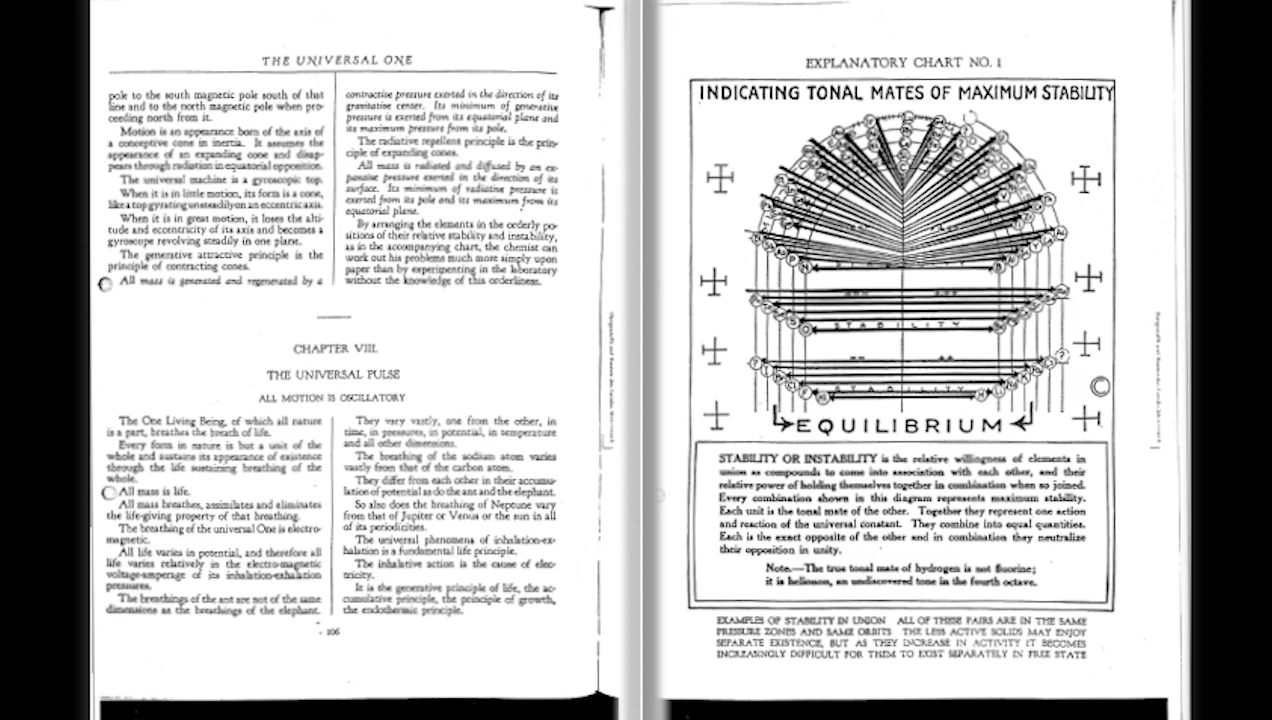 THE UNIVERSAL ONE
pole to the south magnetic pole south of that
line and to the north magnetic pole when pro-
ceeding north from it.
Motion is an appearance born of the axis of
a conceptive cone in inertia. It assumes the
appearance of an expanding cone and disap-
pears through radiation in equatorial opposition.
The universal machine is a gyroscopic top.
When it is in little motion, its form is a cone,
like a top gyrating unsteadily on an eccentric axis.
When it is in great motion, it loses the alti-
tude and eccentricity of its axis and becomes a
gyroscope revolving steadily in one plane.
The generative attractive principle is the
principle of contracting cones.
All mass is generated and regenerated by a
contractive pressure exerted in the direction of its
gravitative center. Its minimum of generative
pressure is exerted from its equatorial plane and
its maximum pressure from its pole.
The radiative repellent principle is the prin-
ciple of expanding cones.
All mass is radiated and diffused by an ex-
pansive pressure exerted in the direction of its
surface. Its minimum of radiative pressure is
exerted from its pole and its maximum from its
equatorial plane.
By arranging the elements in the orderly po-
sitions of their relative stability and instability,
as in the accompanying chart, the chemist can
work out his problems much more simply upon
paper than by experimenting in the laboratory
without the knowledge of this orderliness.
CHAPTER VIII.
THE UNIVERSAL PULSE
ALL MOTION IS OSCILLATORY
The One Living Being, of which all nature
is a part, breathes the breath of life.
Every form in nature is but a unit of the
whole and sustains its appearance of existence
through the life sustaining breathing of the
whole.
All mass is life.
All mass breathes, assimilates and eliminates
the life-giving property of that breathing.
The breathing of the universal One is electro-
magnetic.
All life varies in potential, and therefore all
life varies relatively in the electro-magnetic
voltage-amperage of its inhalation-exhalation
pressures.
The breathings of the ant are not of the same
dimensions as the breathings of the elephant.
They vary vastly, one from the other, in
time, in pressures, in potential, in temperature
and all other dimensions.
The breathing of the sodium atom varies
vastly from that of the carbon atom.
They differ from each other in their accumu-
lation of potential as do the ant and the elephant.
So also does the breathing of Neptune vary
from that of Jupiter or Venus or the sun in all
of its periodicities.
The universal phenomena of inhalation-ex-
halation is a fundamental life principle.
The inhalative action is the cause of elec-
tricity.
It is the generative principle of life, the ac-
cumulative principle, the principle of growth,
the endothermic principle.
106
EXPLANATORY CHART NO. 1
INDICATING TONAL MATES OF MAXIMUM STABILITY
STABILITY
STABILITY
EQUILIBRIUM
STABILITY OR INSTABILITY is the relative willingness of elements in
union as compounds to come into association with each other, and their
relative power of holding themselves together in combination when so joined.
Every combination shown in this diagram represents maximum stability.
Each unit is the tonal mate of the other. Together they represent one action
and reaction of the universal constant. They combine into equal quantities.
Each is the exact opposite of the other and in combination they neutralize
their opposition in unity.
Note.—The true tonal mate of hydrogen is not fluorine;
it is helionon, an undiscovered tone in the fourth octave.
EXAMPLES OF STABILITY IN UNION ALL OF THESE PAIRS ARE IN THE SAME
PRESSURE ZONES AND SAME ORBITS THE LESS ACTIVE SOLIDS MAY ENJOY
SEPARATE EXISTENCE, BUT AS THEY INCREASE IN ACTIVITY IT BECOMES
INCREASINGLY DIFFICULT FOR THEM TO EXIST SEPARATELY IN FREE STATE